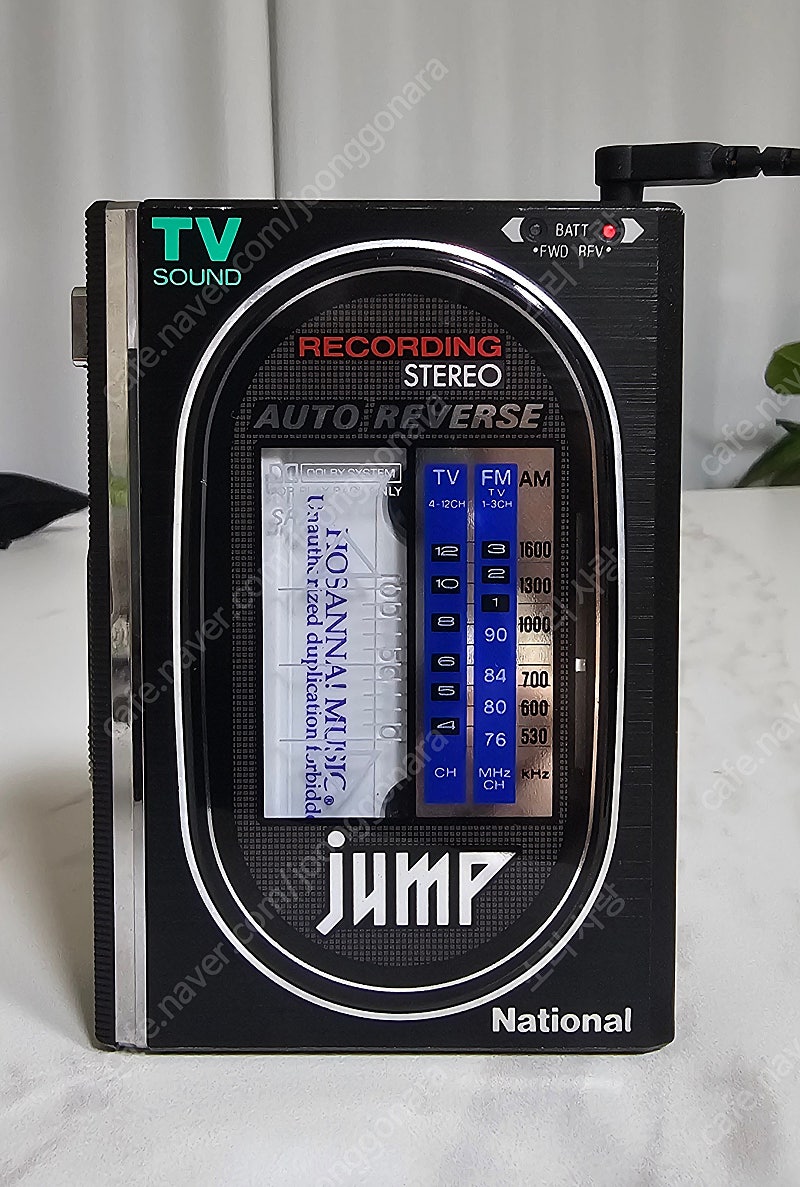 TV
SOUND
BATT
•FWD REV•
RECORDING
STEREO
AUTO REVERSE
DOLBY SYSTEM
ONLY
HOSANNA! MUSIC®
Unauthorized duplication forbidde
TV
4-12CH
12
10
8
6
5
4
CH
FM
TV
1-3CH
3
2
1
90
84
80
76
MHz
CH
AM
1600
1300
1000
700
600
530
kHz
jump
National
cafe.naver.com/joonggonara